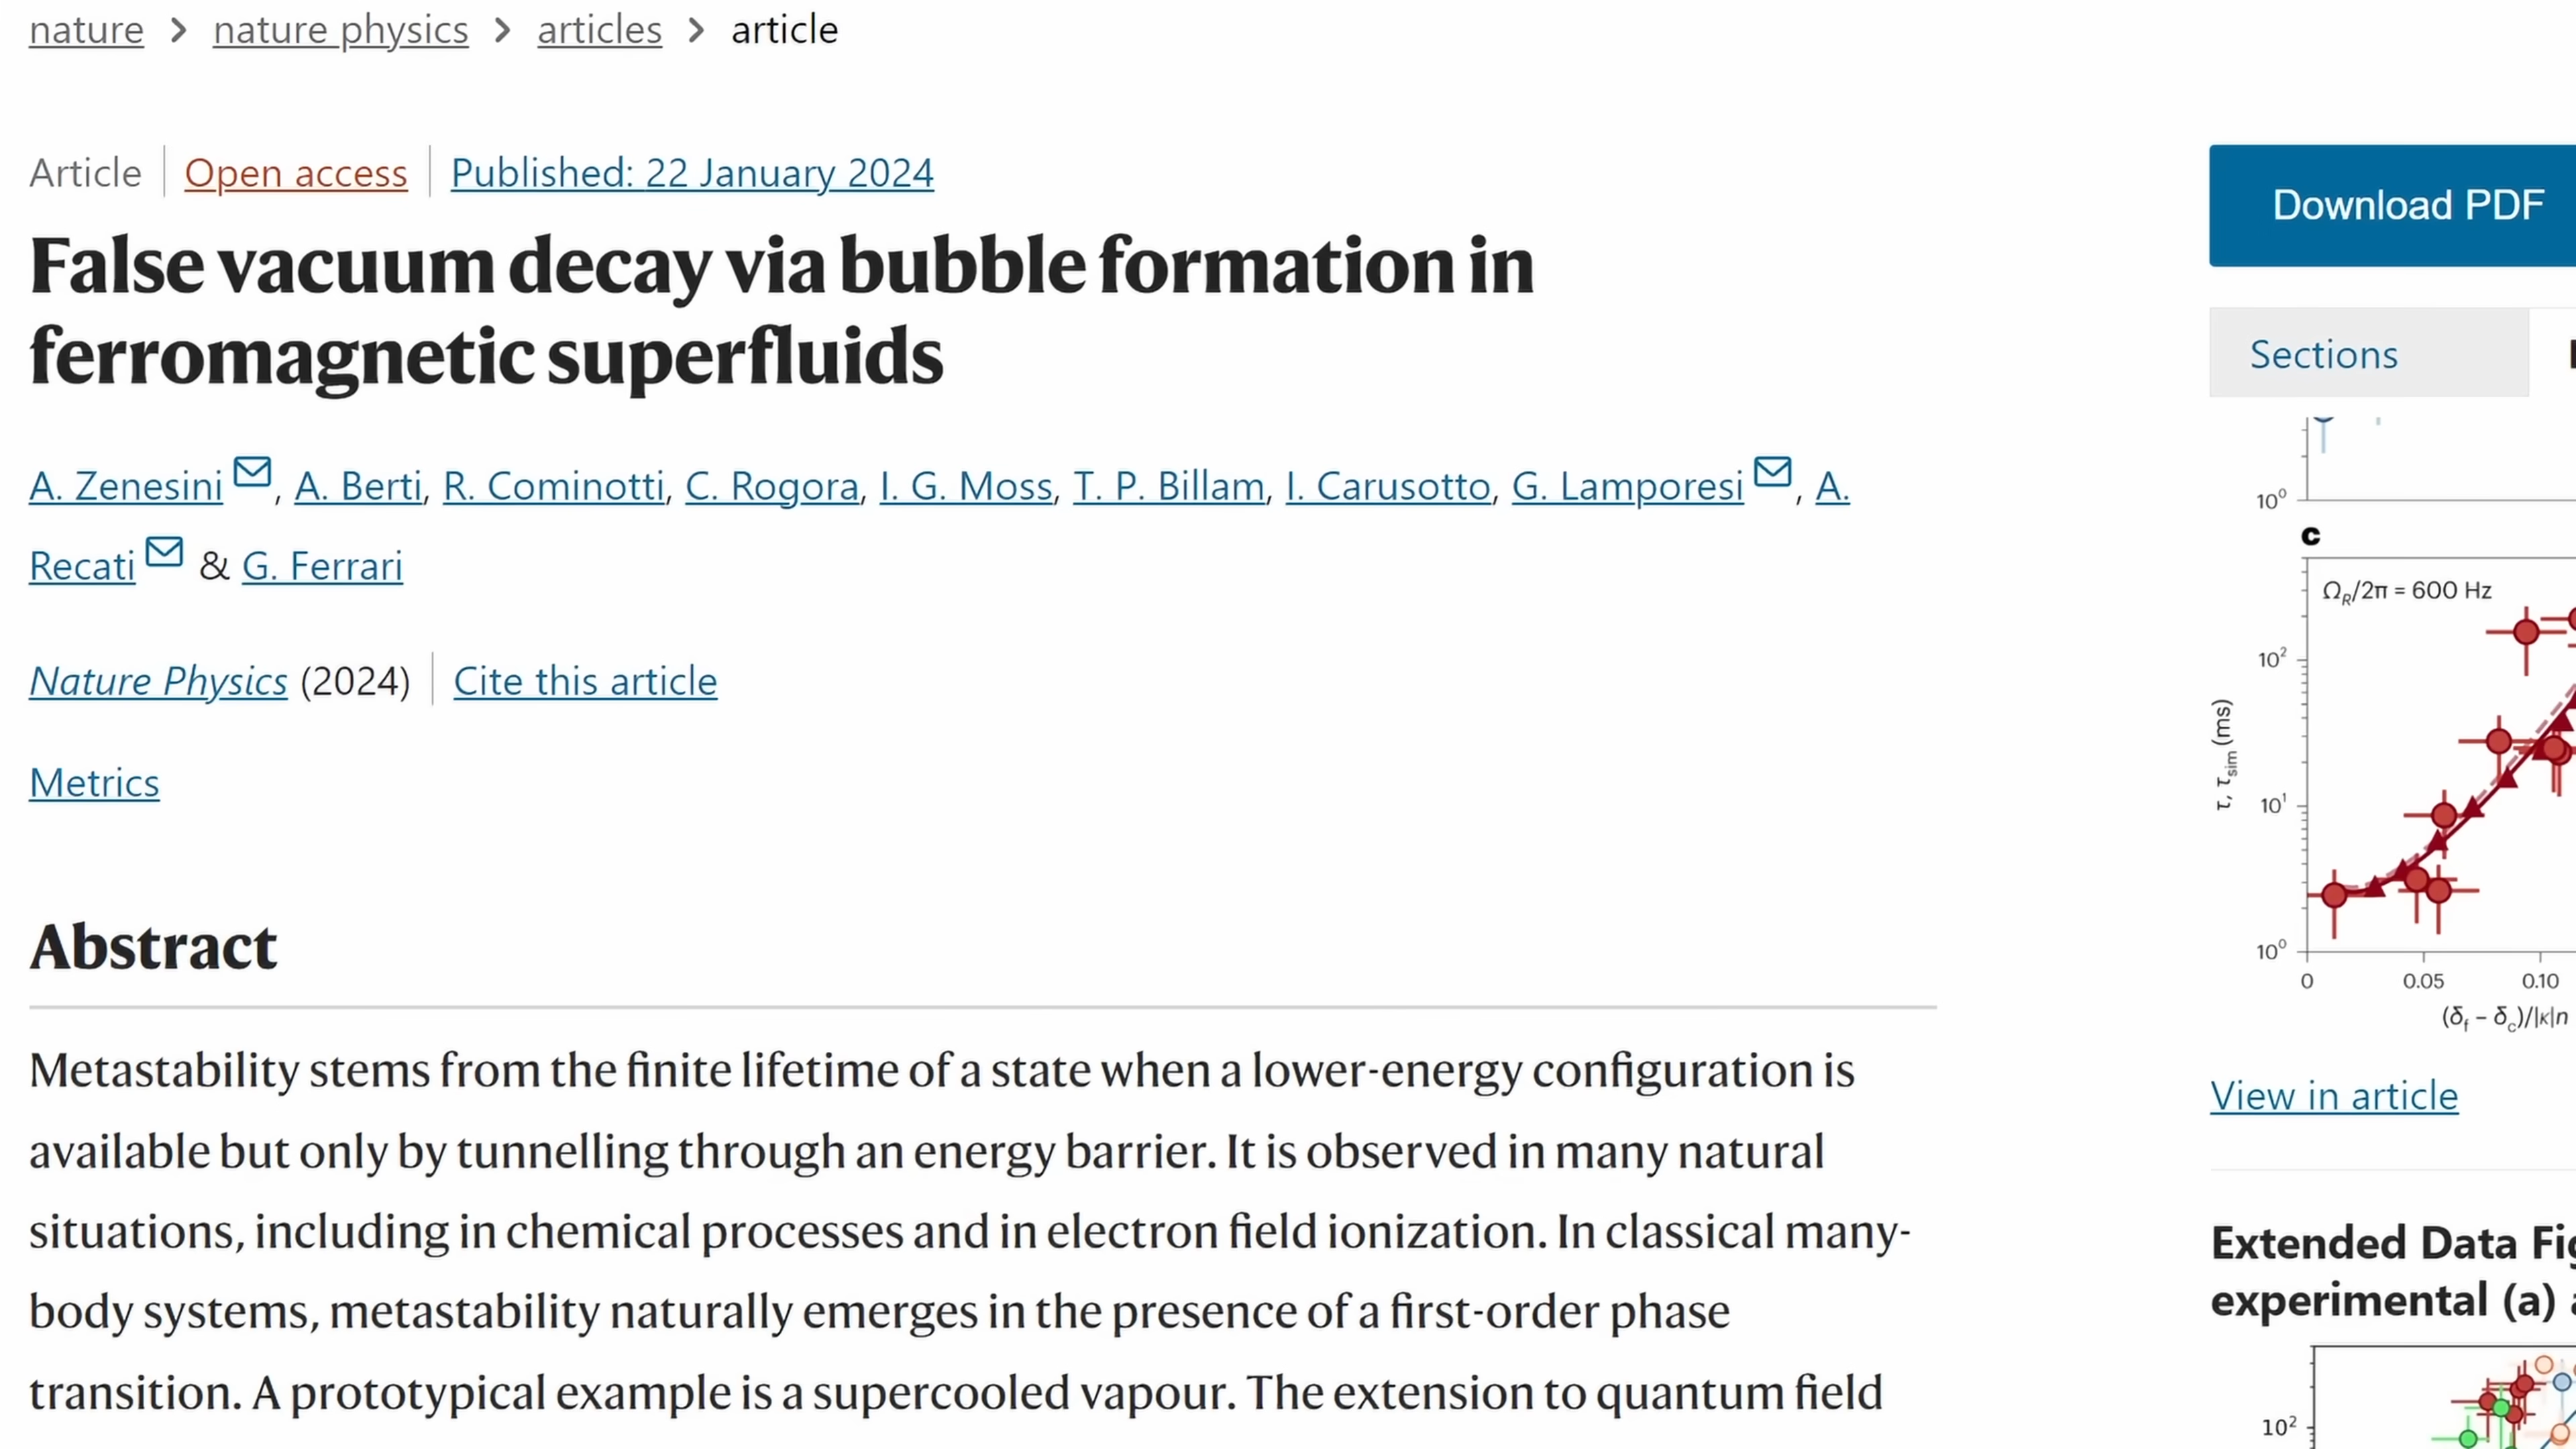 nature > nature physics > articles > article
Article | Open access | Published: 22 January 2024
False vacuum decay via bubble formation in
ferromagnetic superfluids
A. Zenesini, A. Berti, R. Cominotti, C. Rogora, I. G. Moss, T. P. Billam, I. Carusotto, G. Lamporesi, A.
Recati & G. Ferrari
Nature Physics (2024) | Cite this article
Metrics
Abstract
Metastability stems from the finite lifetime of a state when a lower-energy configuration is
available but only by tunnelling through an energy barrier. It is observed in many natural
situations, including in chemical processes and in electron field ionization. In classical many-
body systems, metastability naturally emerges in the presence of a first-order phase
transition. A prototypical example is a supercooled vapour. The extension to quantum field
Download PDF
Sections
10⁰
c
Ω_R/2π = 600 Hz
10²
τ, τ_sim (ms)
10¹
10⁰
0 0.05 0.10
(δ_f − δ_c)/|κ|n
View in article
Extended Data
experimental (a)
10²